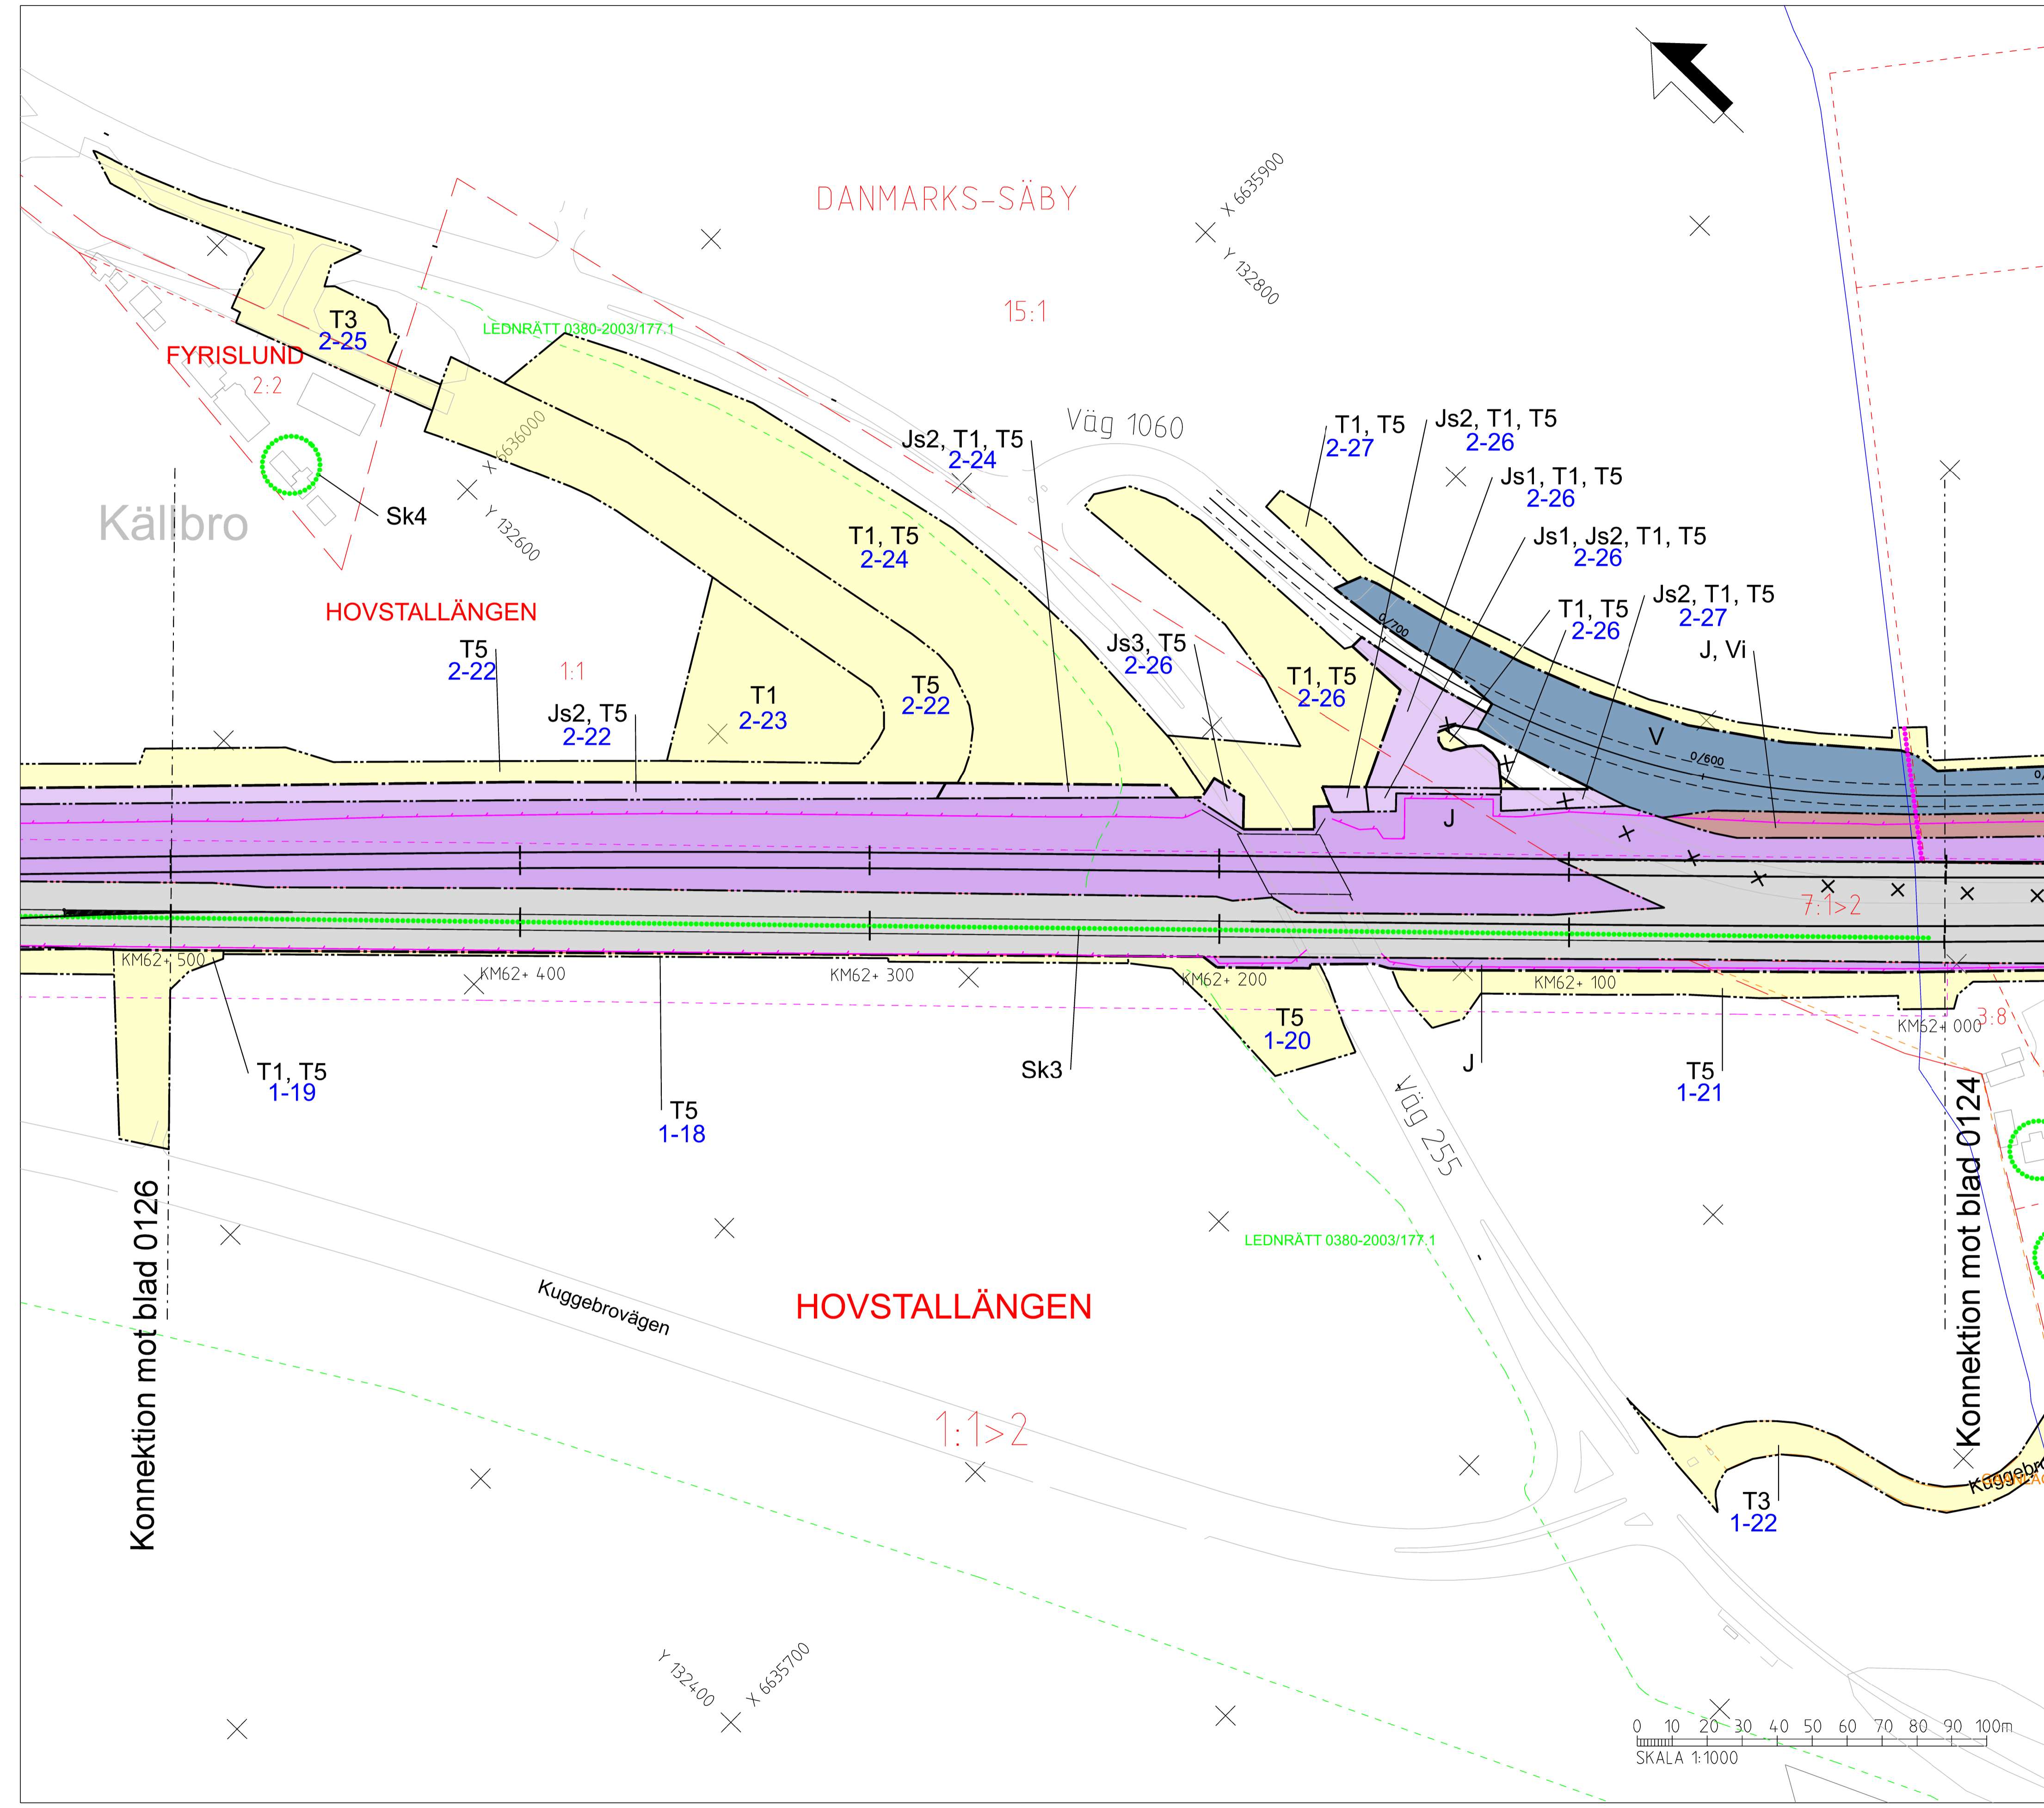 DANMARKS-SÄBY
15:1
X 6635900
Y 132800
LEDNRÄTT 0380-2003/177.1
T3
2-25
FYRISLUND
2:2
Källbro
Sk4
X 6636000
Y 132600
HOVSTALLÄNGEN
1:1
T5
2-22
Js2, T5
2-22
T1
2-23
T5
2-22
T1, T5
2-24
Js2, T1, T5
2-24
Väg 1060
Js3, T5
2-26
T1, T5
2-26
T1, T5
2-27
Js2, T1, T5
2-26
Js1, T1, T5
2-26
Js1, Js2, T1, T5
2-26
T1, T5
2-26
Js2, T1, T5
2-27
J, Vi
0/700
V
0/600
J
7:1>2
KM62+ 500
KM62+ 400
KM62+ 300
KM62+ 200
KM62+ 100
KM62+ 000
3:8
T1, T5
1-19
T5
1-18
Sk3
T5
1-20
J
T5
1-21
Väg 255
Konnektion mot blad 0126
Konnektion mot blad 0124
LEDNRÄTT 0380-2003/177.1
Kuggebrovägen
HOVSTALLÄNGEN
1:1>2
T3
1-22
Y 132400
X 6635700
0 10 20 30 40 50 60 70 80 90 100m
SKALA 1:1000